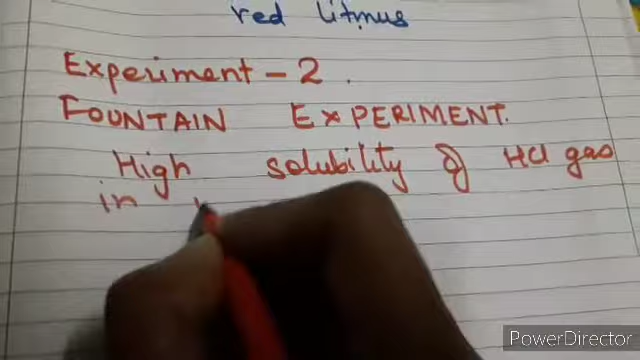 red litmus
Experiment - 2.
FOUNTAIN EXPERIMENT.
High solubility of HCl gas
in
PowerDirector